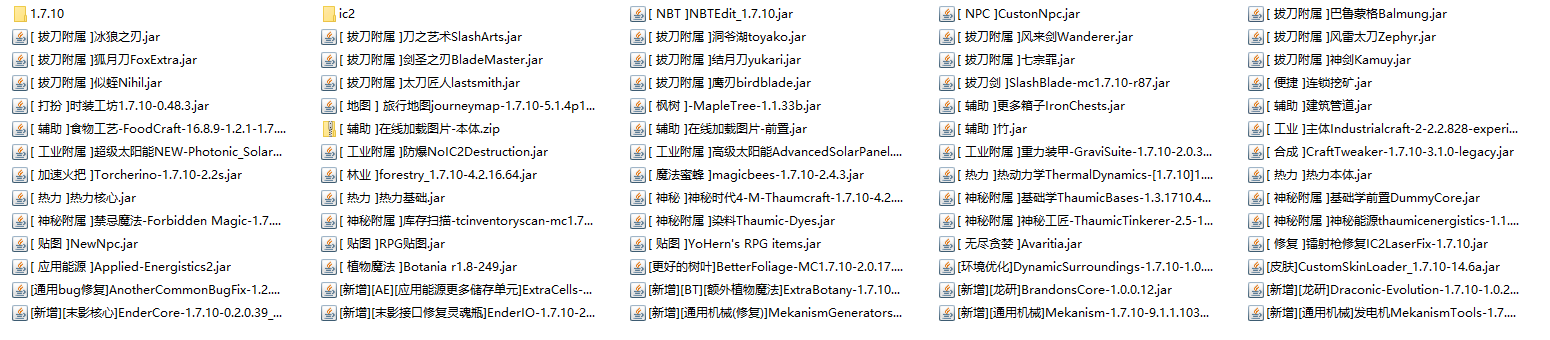 1.7.10
ic2
[ NBT ]NBTEdit_1.7.10.jar
[ NPC ]CustonNpc.jar
[ 拔刀附属 ]巴鲁蒙格Balmung.jar
[ 拔刀附属 ]冰狼之刃.jar
[ 拔刀附属 ]刀之艺术SlashArts.jar
[ 拔刀附属 ]洞爷湖toyako.jar
[ 拔刀附属 ]风来剑Wanderer.jar
[ 拔刀附属 ]风雷太刀Zephyr.jar
[ 拔刀附属 ]狐月刀FoxExtra.jar
[ 拔刀附属 ]剑圣之刃BladeMaster.jar
[ 拔刀附属 ]结月刀yukari.jar
[ 拔刀附属 ]七宗罪.jar
[ 拔刀附属 ]神剑Kamuy.jar
[ 拔刀附属 ]似蛭Nihil.jar
[ 拔刀附属 ]太刀匠人lastsmith.jar
[ 拔刀附属 ]鹰刃birdblade.jar
[ 拔刀剑 ]SlashBlade-mc1.7.10-r87.jar
[ 便捷 ]连锁挖矿.jar
[ 打扮 ]时装工坊1.7.10-0.48.3.jar
[ 地图 ] 旅行地图journeymap-1.7.10-5.1.4p1...
[ 枫树 ]-MapleTree-1.1.33b.jar
[ 辅助 ]更多箱子IronChests.jar
[ 辅助 ]建筑管道.jar
[ 辅助 ]食物工艺-FoodCraft-16.8.9-1.2.1-1.7....
[ 辅助 ]在线加载图片-本体.zip
[ 辅助 ]在线加载图片-前置.jar
[ 辅助 ]竹.jar
[ 工业 ]主体Industrialcraft-2-2.2.828-experi...
[ 工业附属 ]超级太阳能NEW-Photonic_Solar...
[ 工业附属 ]防爆NoIC2Destruction.jar
[ 工业附属 ]高级太阳能AdvancedSolarPanel....
[ 工业附属 ]重力装甲-GraviSuite-1.7.10-2.0.3...
[ 合成 ]CraftTweaker-1.7.10-3.1.0-legacy.jar
[ 加速火把 ]Torcherino-1.7.10-2.2s.jar
[ 林业 ]forestry_1.7.10-4.2.16.64.jar
[ 魔法蜜蜂 ]magicbees-1.7.10-2.4.3.jar
[ 热力 ]热动力学ThermalDynamics-[1.7.10]1....
[ 热力 ]热力本体.jar
[ 热力 ]热力核心.jar
[ 热力 ]热力基础.jar
[ 神秘 ]神秘时代4-M-Thaumcraft-1.7.10-4.2....
[ 神秘附属 ]基础学ThaumicBases-1.3.1710.4...
[ 神秘附属 ]基础学前置DummyCore.jar
[ 神秘附属 ]禁忌魔法-Forbidden Magic-1.7....
[ 神秘附属 ]库存扫描-tcinventoryscan-mc1.7...
[ 神秘附属 ]染料Thaumic-Dyes.jar
[ 神秘附属 ]神秘工匠-ThaumicTinkerer-2.5-1...
[ 神秘附属 ]神秘能源thaumicenergistics-1.1....
[ 贴图 ]NewNpc.jar
[ 贴图 ]RPG贴图.jar
[ 贴图 ]YoHern's RPG items.jar
[ 无尽贪婪 ]Avaritia.jar
[ 修复 ]镭射枪修复IC2LaserFix-1.7.10.jar
[ 应用能源 ]Applied-Energistics2.jar
[ 植物魔法 ]Botania r1.8-249.jar
[更好的树叶]BetterFoliage-MC1.7.10-2.0.17....
[环境优化]DynamicSurroundings-1.7.10-1.0....
[皮肤]CustomSkinLoader_1.7.10-14.6a.jar
[通用bug修复]AnotherCommonBugFix-1.2....
[新增][AE][应用能源更多储存单元]ExtraCells-...
[新增][BT][额外植物魔法]ExtraBotany-1.7.10...
[新增][龙研]BrandonsCore-1.0.0.12.jar
[新增][龙研]Draconic-Evolution-1.7.10-1.0.2...
[新增][末影核心]EnderCore-1.7.10-0.2.0.39_...
[新增][末影接口修复灵魂瓶]EnderIO-1.7.10-2...
[新增][通用机械(修复)]MekanismGenerators...
[新增][通用机械]Mekanism-1.7.10-9.1.1.103...
[新增][通用机械]发电机MekanismTools-1.7....